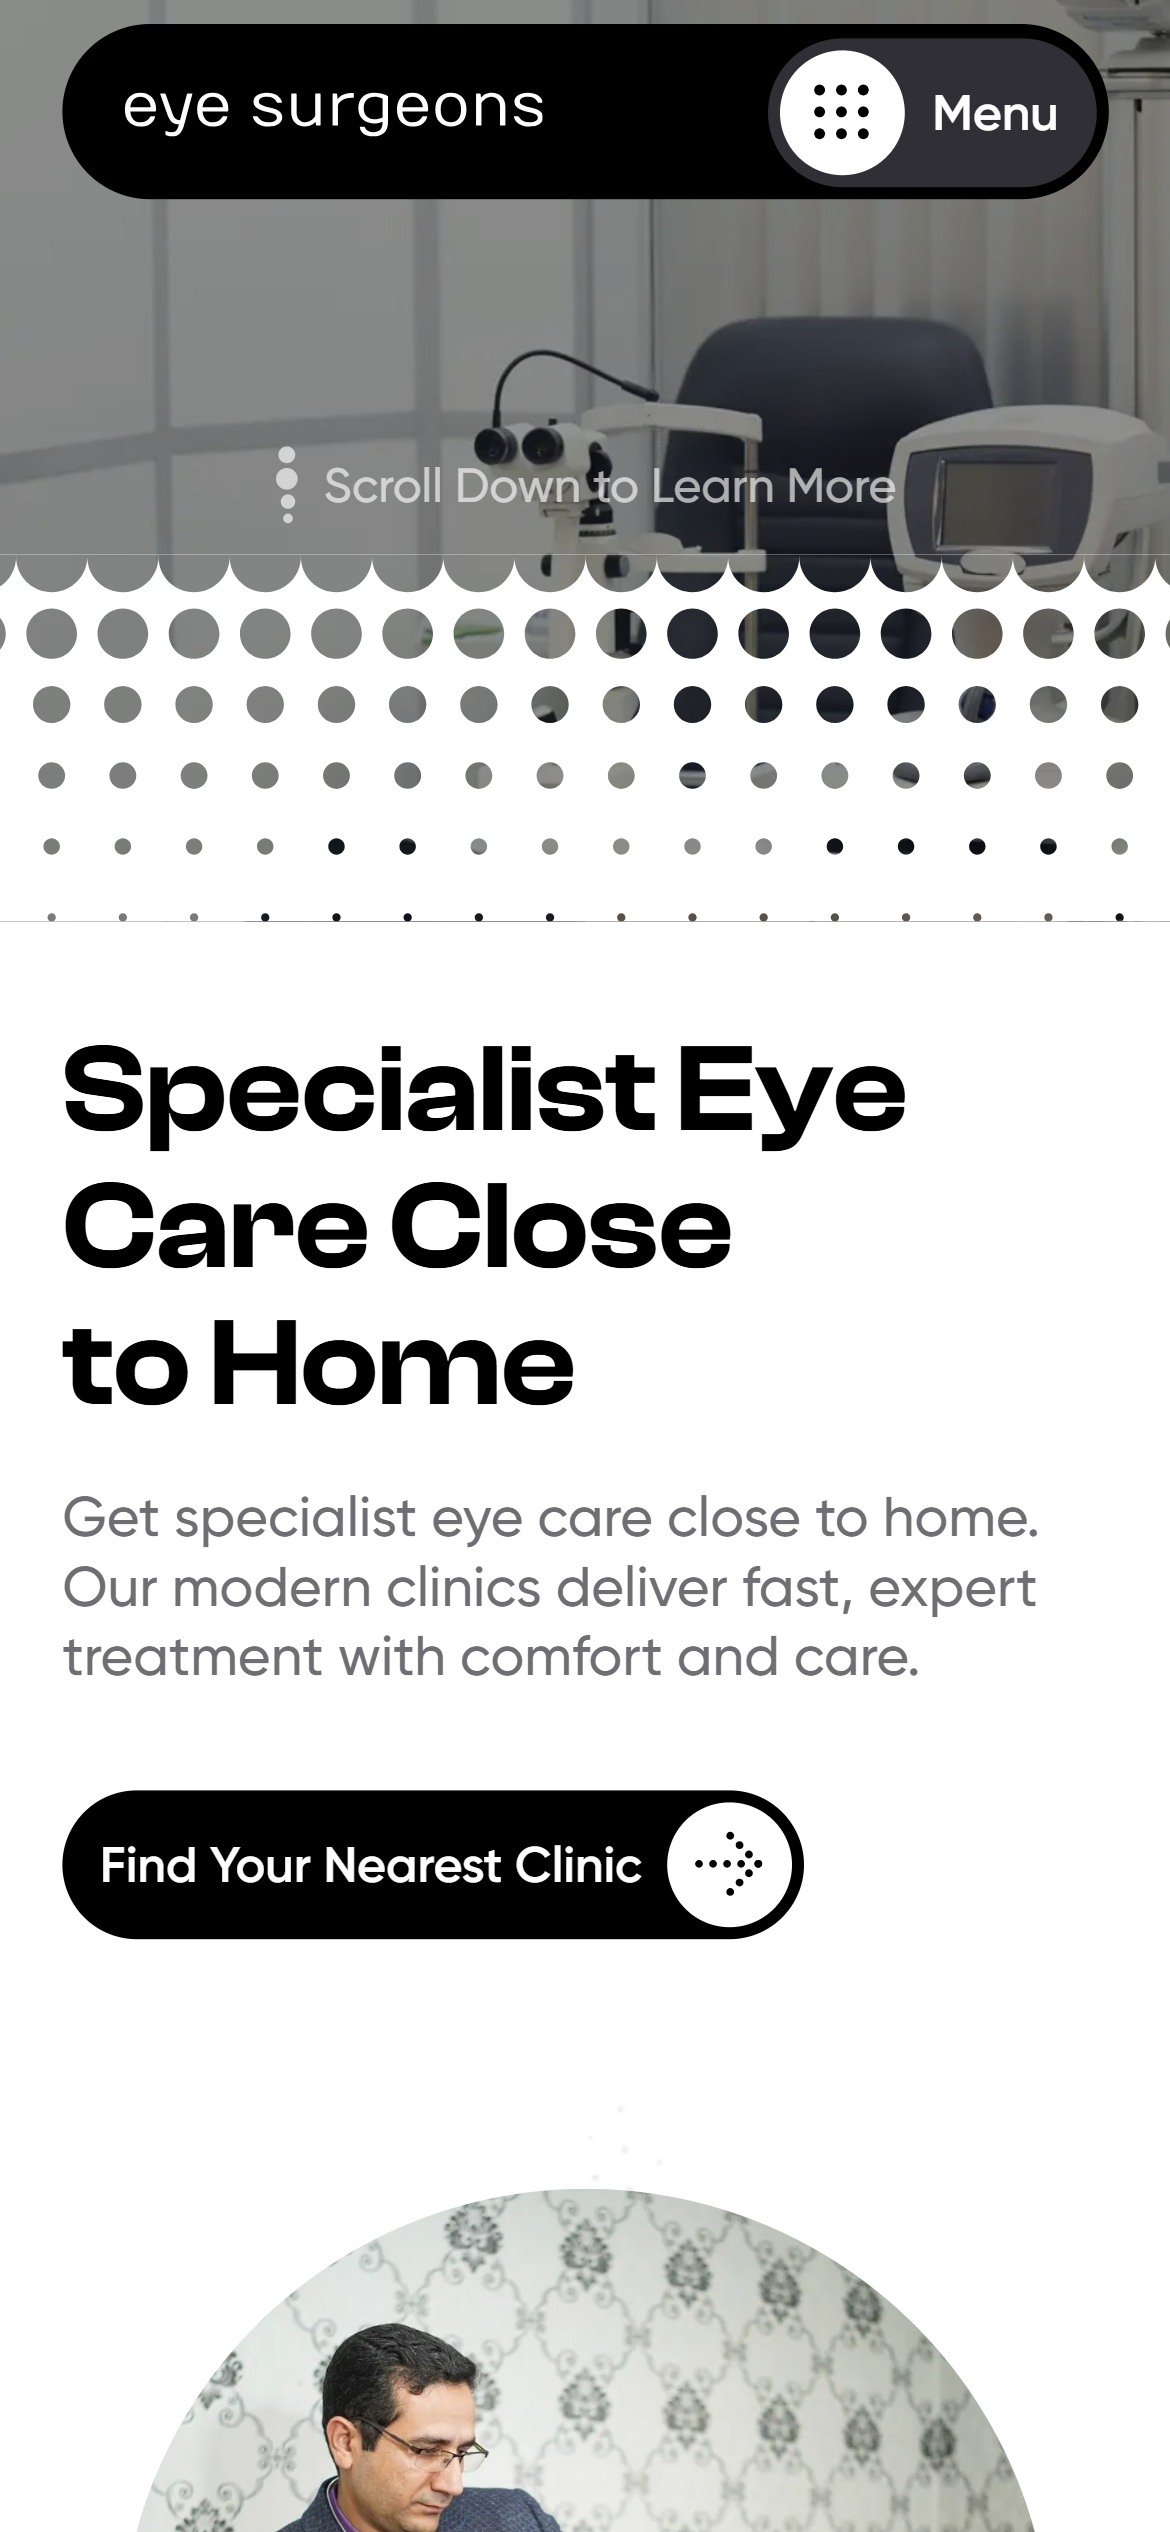 eye surgeons
Menu
Scroll Down to Learn More
Specialist Eye
Care Close
to Home
Get specialist eye care close to home.
Our modern clinics deliver fast, expert
treatment with comfort and care.
Find Your Nearest Clinic